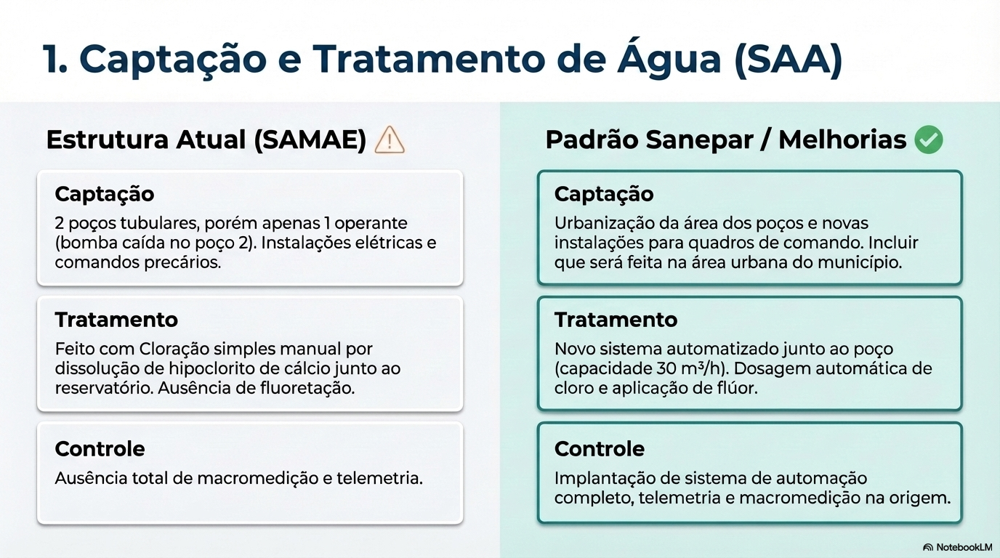 1. Captação e Tratamento de Água (SAA)
Estrutura Atual (SAMAE)
Captação
2 poços tubulares, porém apenas 1 operante
(bomba caída no poço 2). Instalações elétricas e
comandos precários.
Tratamento
Feito com Cloração simples manual por
dissolução de hipoclorito de cálcio junto ao
reservatório. Ausência de fluoretação.
Controle
Ausência total de macromedição e telemetria.
Padrão Sanepar / Melhorias
Captação
Urbanização da área dos poços e novas
instalações para quadros de comando. Incluir
que será feita na área urbana do município.
Tratamento
Novo sistema automatizado junto ao poço
(capacidade 30 m³/h). Dosagem automática de
cloro e aplicação de flúor.
Controle
Implantação de sistema de automação
completo, telemetria e macromedição na origem.
NotebookLM